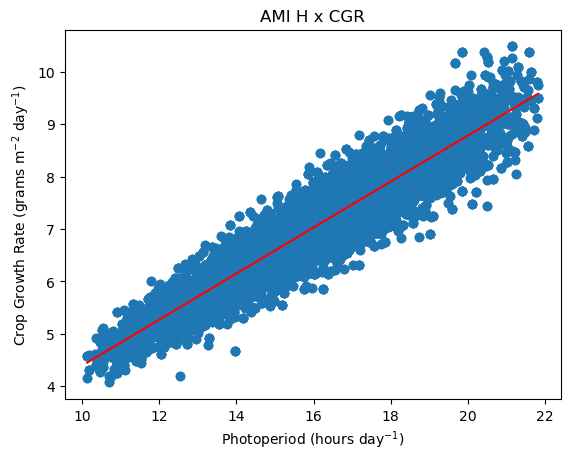 AMI H x CGR
Crop Growth Rate (grams m⁻² day⁻¹)
10
9
8
7
6
5
4
10 12 14 16 18 20 22
Photoperiod (hours day⁻¹)